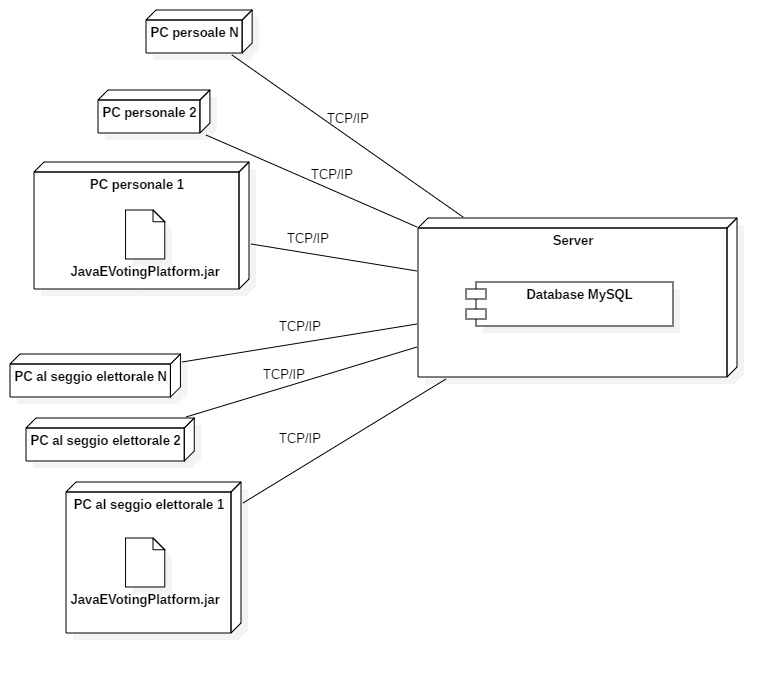 PC persoale N
TCP/IP
PC personale 2
TCP/IP
PC personale 1
JavaEVotingPlatform.jar
TCP/IP
Server
Database MySQL
TCP/IP
PC al seggio elettorale N
TCP/IP
PC al seggio elettorale 2
TCP/IP
PC al seggio elettorale 1
JavaEVotingPlatform.jar